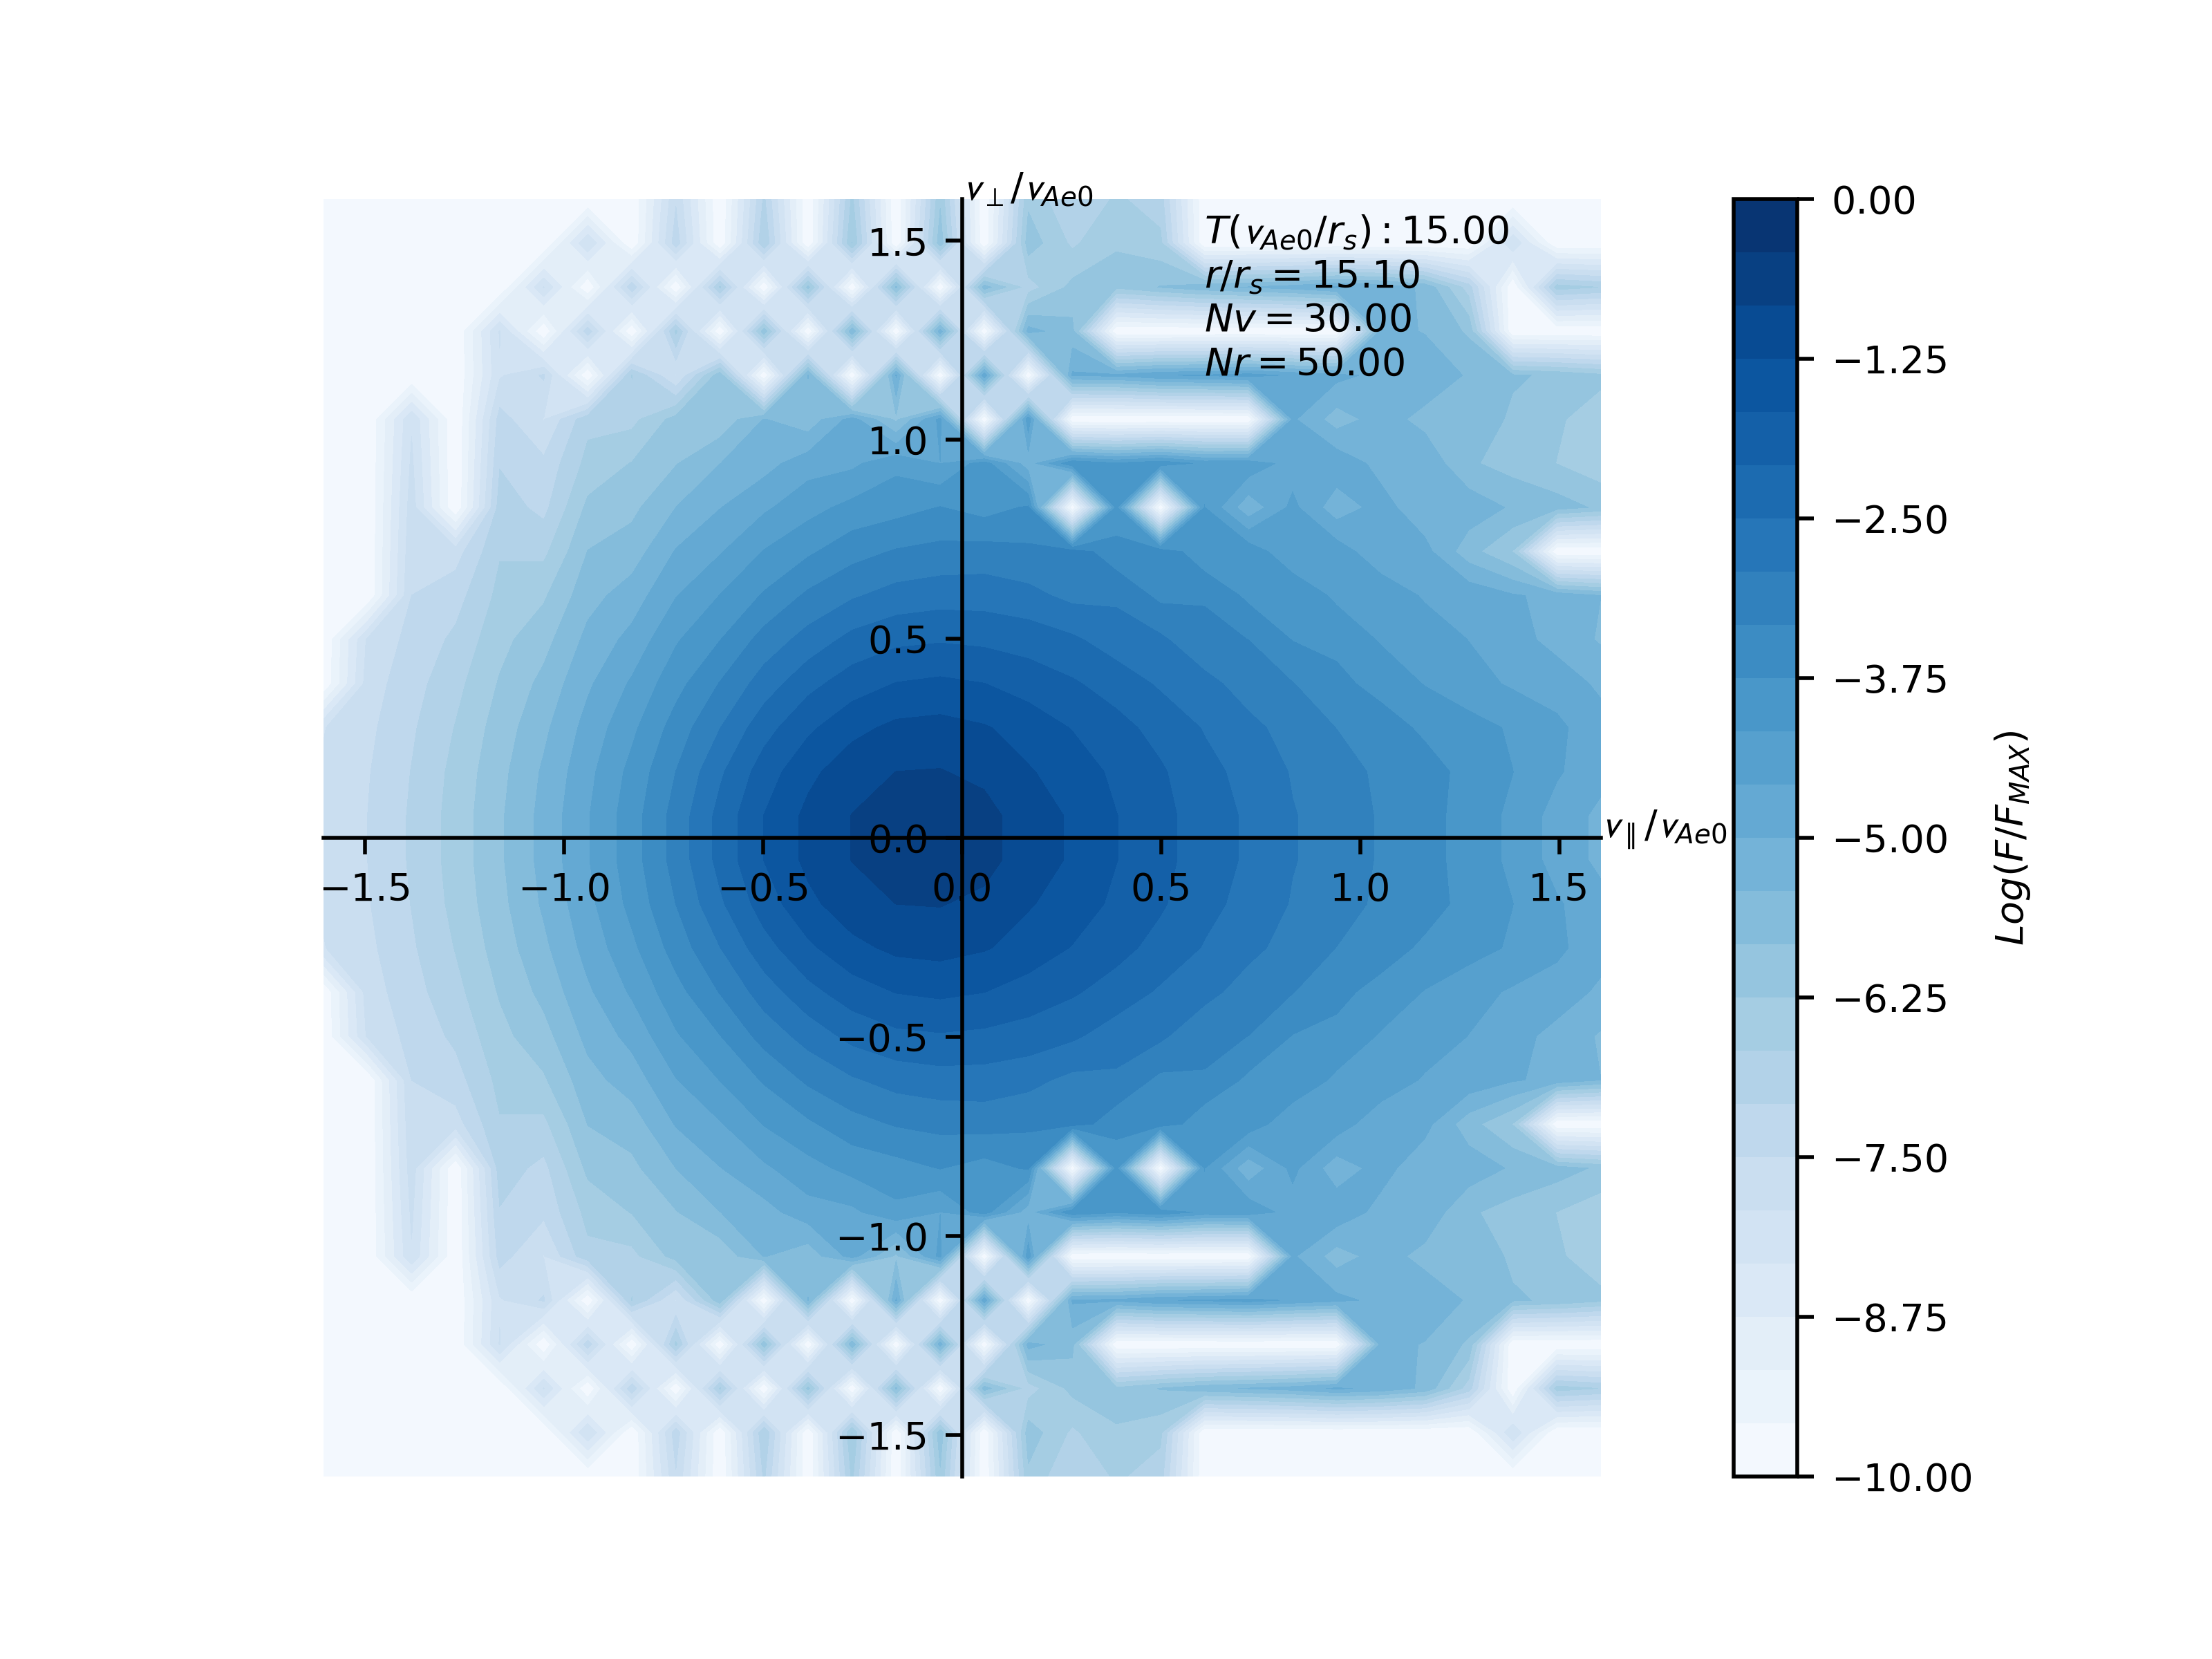 v⊥/vAe0
T(vAe0/rs) : 15.00
r/rs = 15.10
Nv = 30.00
Nr = 50.00
1.5
1.0
0.5
0.0
−0.5
−1.0
−1.5
−1.5 −1.0 −0.5 0.0 0.5 1.0 1.5
v∥/vAe0
0.00
−1.25
−2.50
−3.75
−5.00
−6.25
−7.50
−8.75
−10.00
Log(F/FMAX)